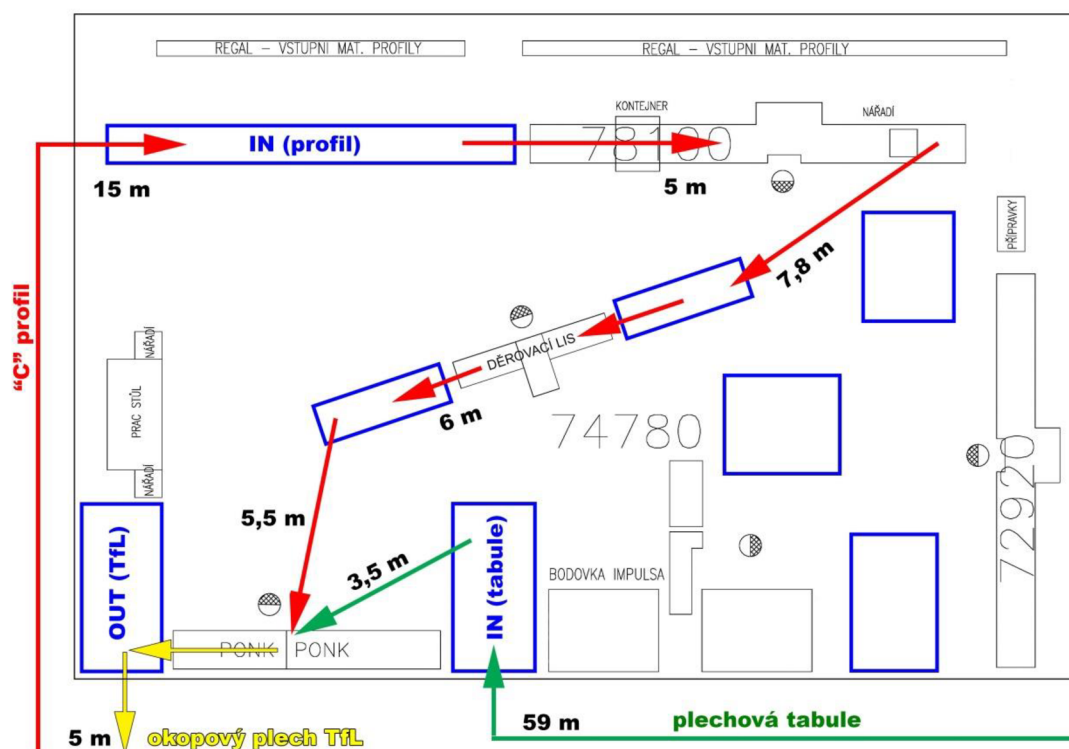 REGÁL – VSTUPNI MAT. PROFILY
REGAL – VSTUPNI MAT. PROFILY
KONTEJNER
NÁŘADÍ
IN (profil)
78100
15 m
5 m
PŘÍPRAVKY
7,8 m
"C" profil
NÁŘADÍ
DĚROVACÍ LIS
PRAC STŮL
6 m
74780
NÁŘADÍ
72920
5,5 m
OUT (TfL)
3,5 m
IN (tabule)
BODOVKA IMPULSA
PONK
PONK
59 m
plechová tabule
5 m
okopový plech TfL